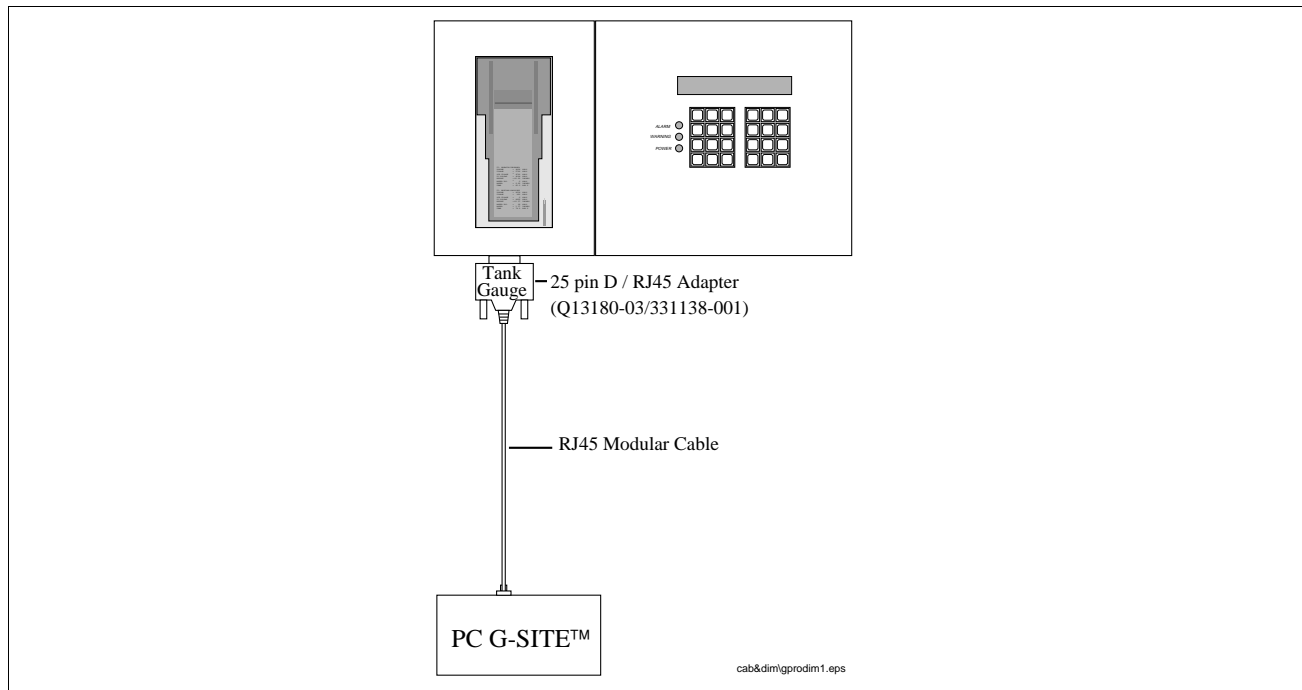 ALARM
WARNING
POWER
Tank
Gauge
25 pin D / RJ45 Adapter
(Q13180-03/331138-001)
RJ45 Modular Cable
PC G-SITE™
cab&dim\gprodim1.eps